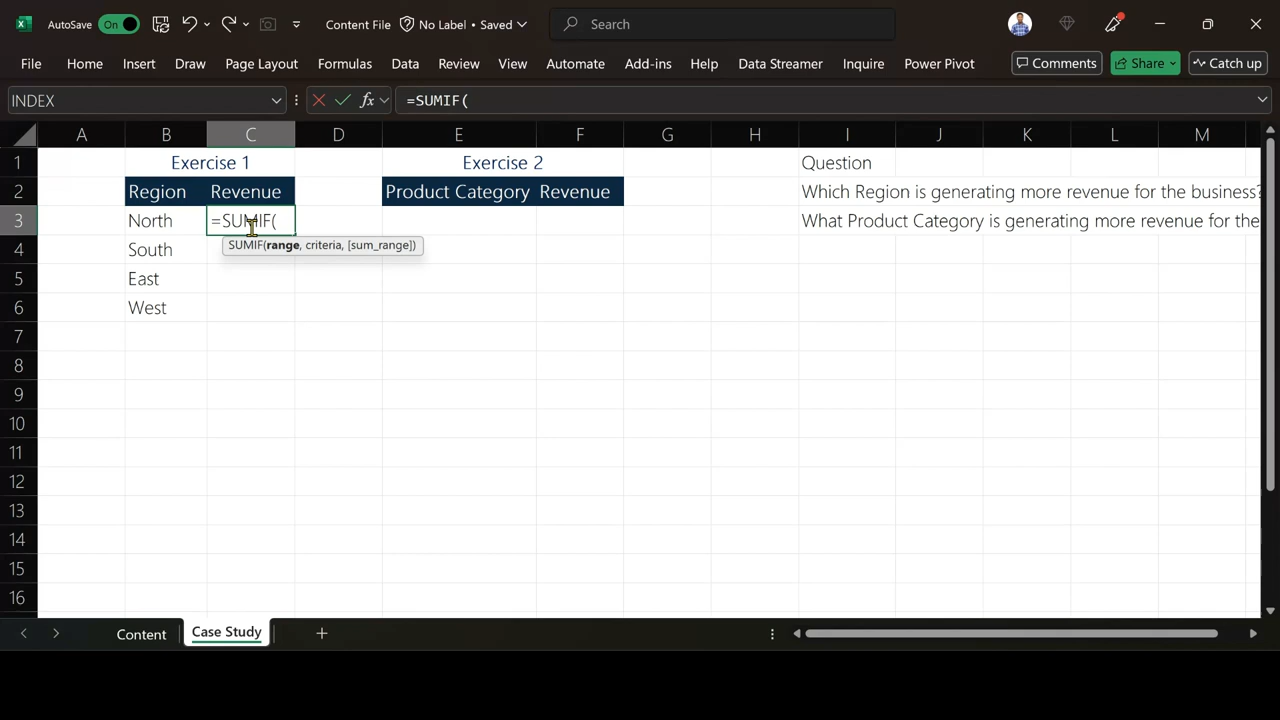 AutoSave On Content File No Label • Saved Search
File Home Insert Draw Page Layout Formulas Data Review View Automate Add-ins Help Data Streamer Inquire Power Pivot Comments Share Catch up
INDEX fx =SUMIF(
A B C D E F G H I J K L M
1 Exercise 1 Exercise 2 Question
2 Region Revenue Product Category Revenue Which Region is generating more revenue for the business?
3 North =SUMIF( What Product Category is generating more revenue for the
SUMIF(range, criteria, [sum_range])
4 South
5 East
6 West
7
8
9
10
11
12
13
14
15
16
Content Case Study